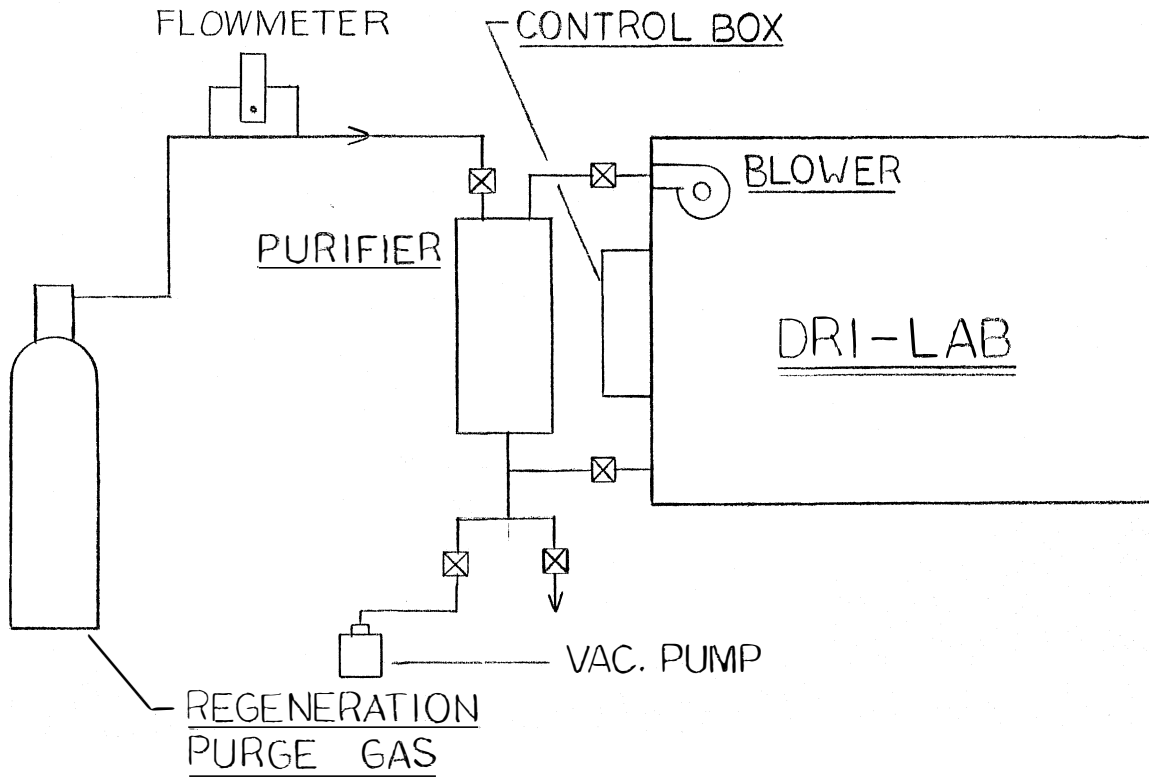 FLOWMETER
CONTROL BOX
BLOWER
PURIFIER
DRI-LAB
VAC. PUMP
REGENERATION
PURGE GAS